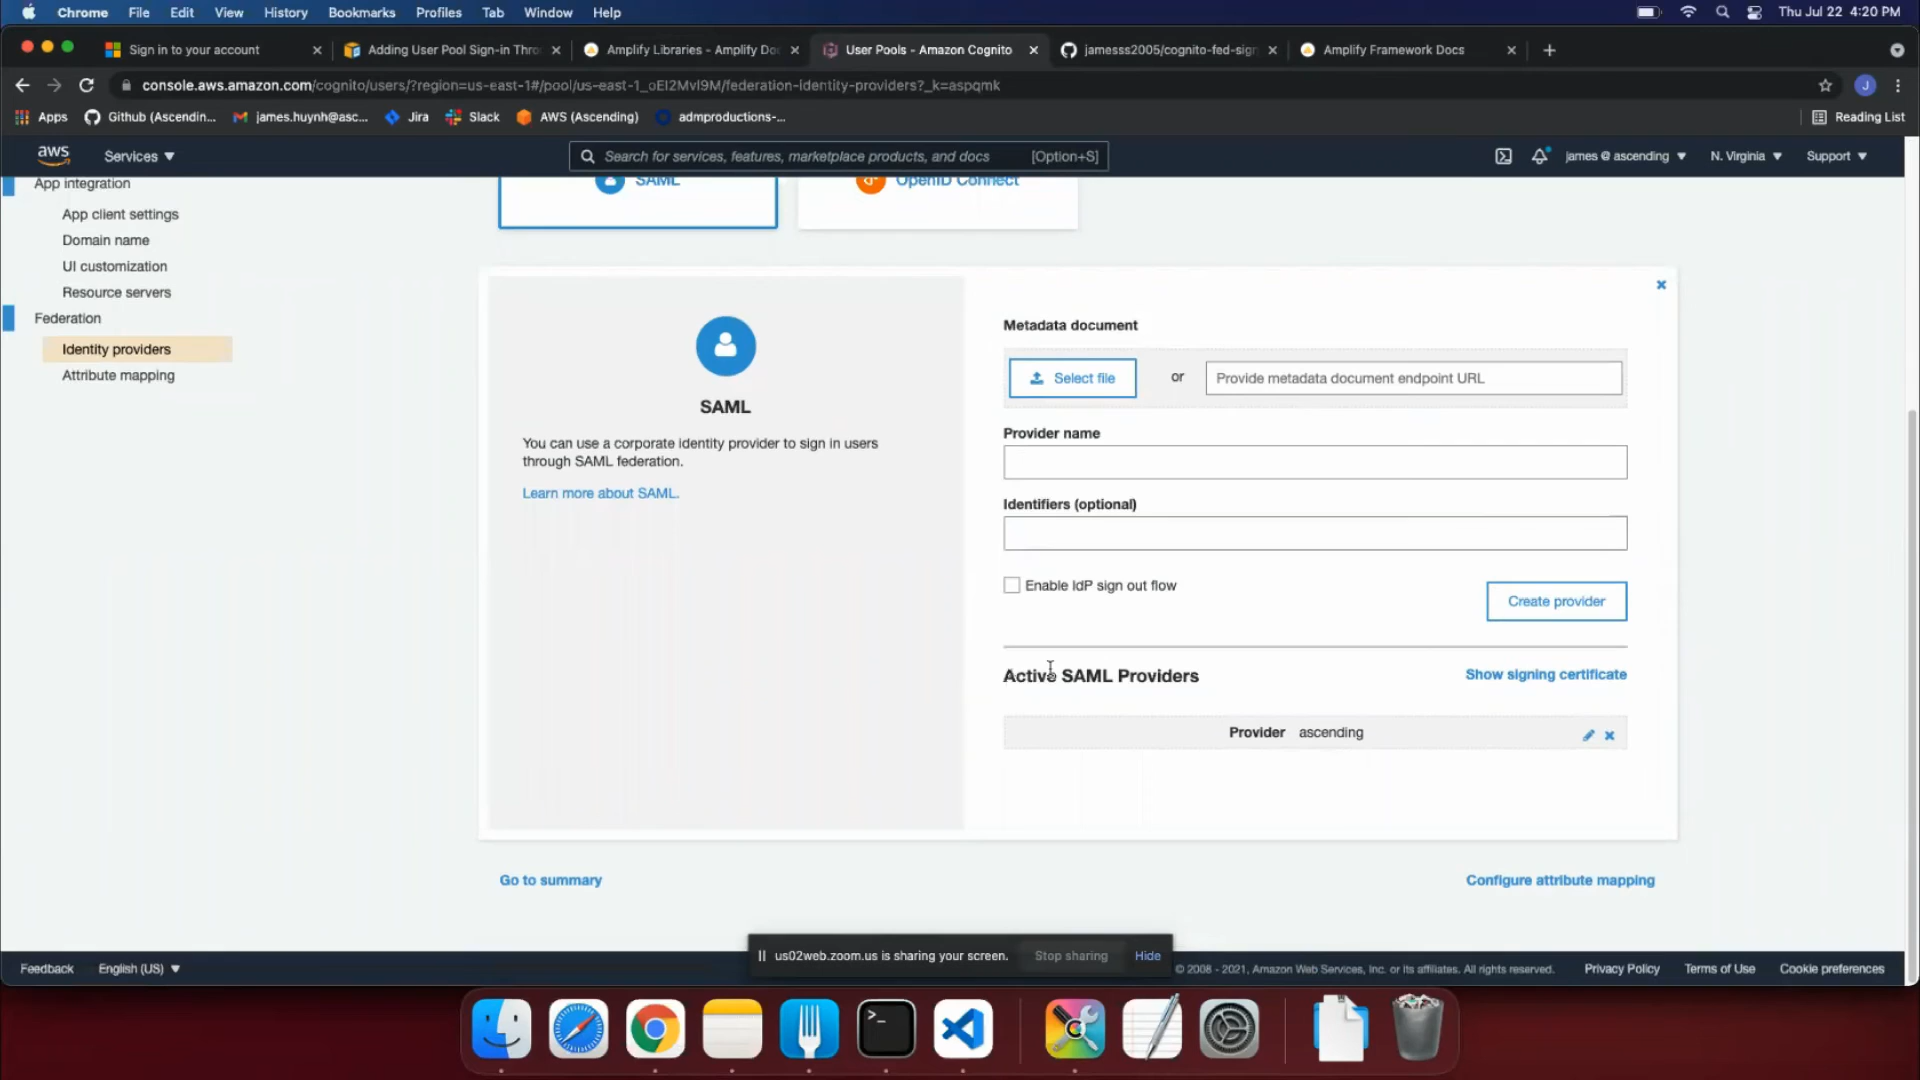 Chrome File Edit View History Bookmarks Profiles Tab Window Help Thu Jul 22 4:20 PM
Sign in to your account
Adding User Pool Sign-in Thro
Amplify Libraries - Amplify Do
User Pools - Amazon Cognito
jamesss2005/cognito-fed-sign
Amplify Framework Docs
console.aws.amazon.com/cognito/users/?region=us-east-1#/pool/us-east-1_oEI2MvI9M/federation-identity-providers?_k=aspqmk
J
Apps Github (Ascendin... james.huynh@asc... Jira Slack AWS (Ascending) admproductions-... Reading List
aws Services Search for services, features, marketplace products, and docs [Option+S] james @ ascending N. Virginia Support
App integration
App client settings
Domain name
UI customization
Resource servers
Federation
Identity providers
Attribute mapping
SAML
OpenID Connect
SAML
You can use a corporate identity provider to sign in users
through SAML federation.
Learn more about SAML.
Metadata document
Select file or Provide metadata document endpoint URL
Provider name
Identifiers (optional)
Enable IdP sign out flow
Create provider
Active SAML Providers Show signing certificate
Provider ascending
Go to summary Configure attribute mapping
us02web.zoom.us is sharing your screen. Stop sharing Hide
Feedback English (US) © 2008 - 2021, Amazon Web Services, Inc. or its affiliates. All rights reserved. Privacy Policy Terms of Use Cookie preferences